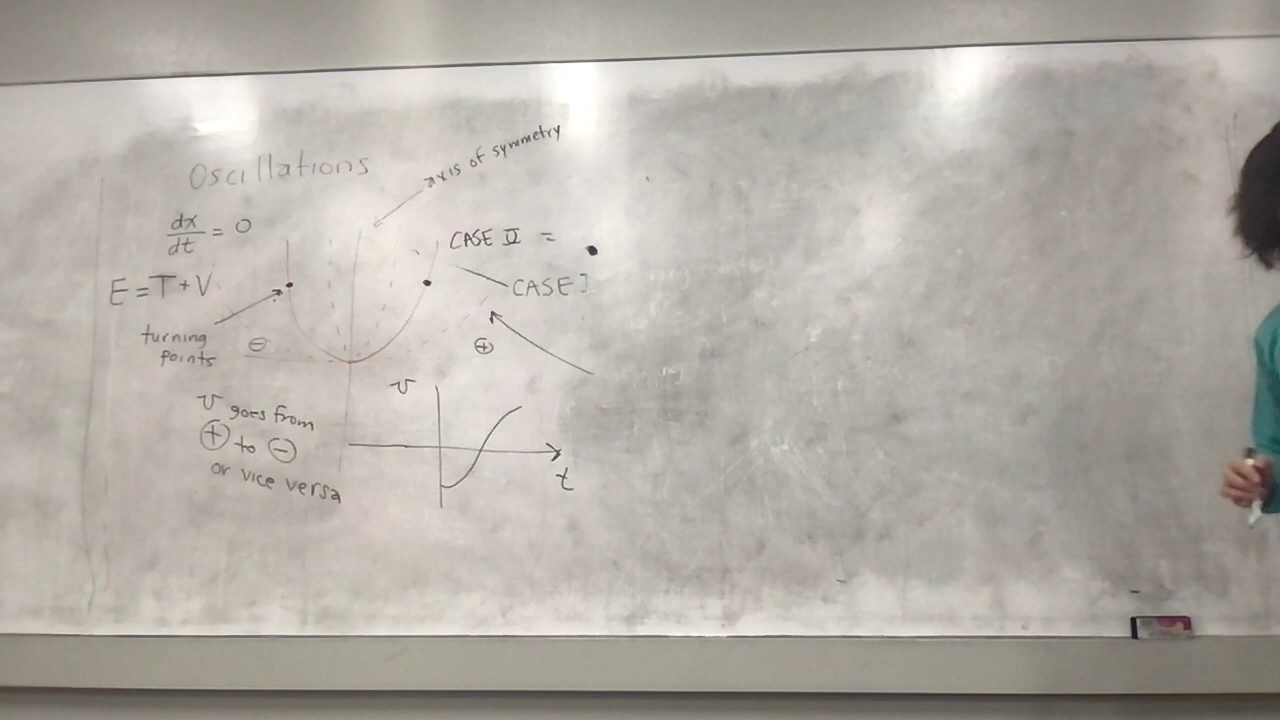 Oscillations
axis of symmetry
dx/dt = 0
CASE II =
E = T + V
CASE I
turning
points
⊖
⊕
v
v goes from
⊕ to ⊖
or vice versa
t